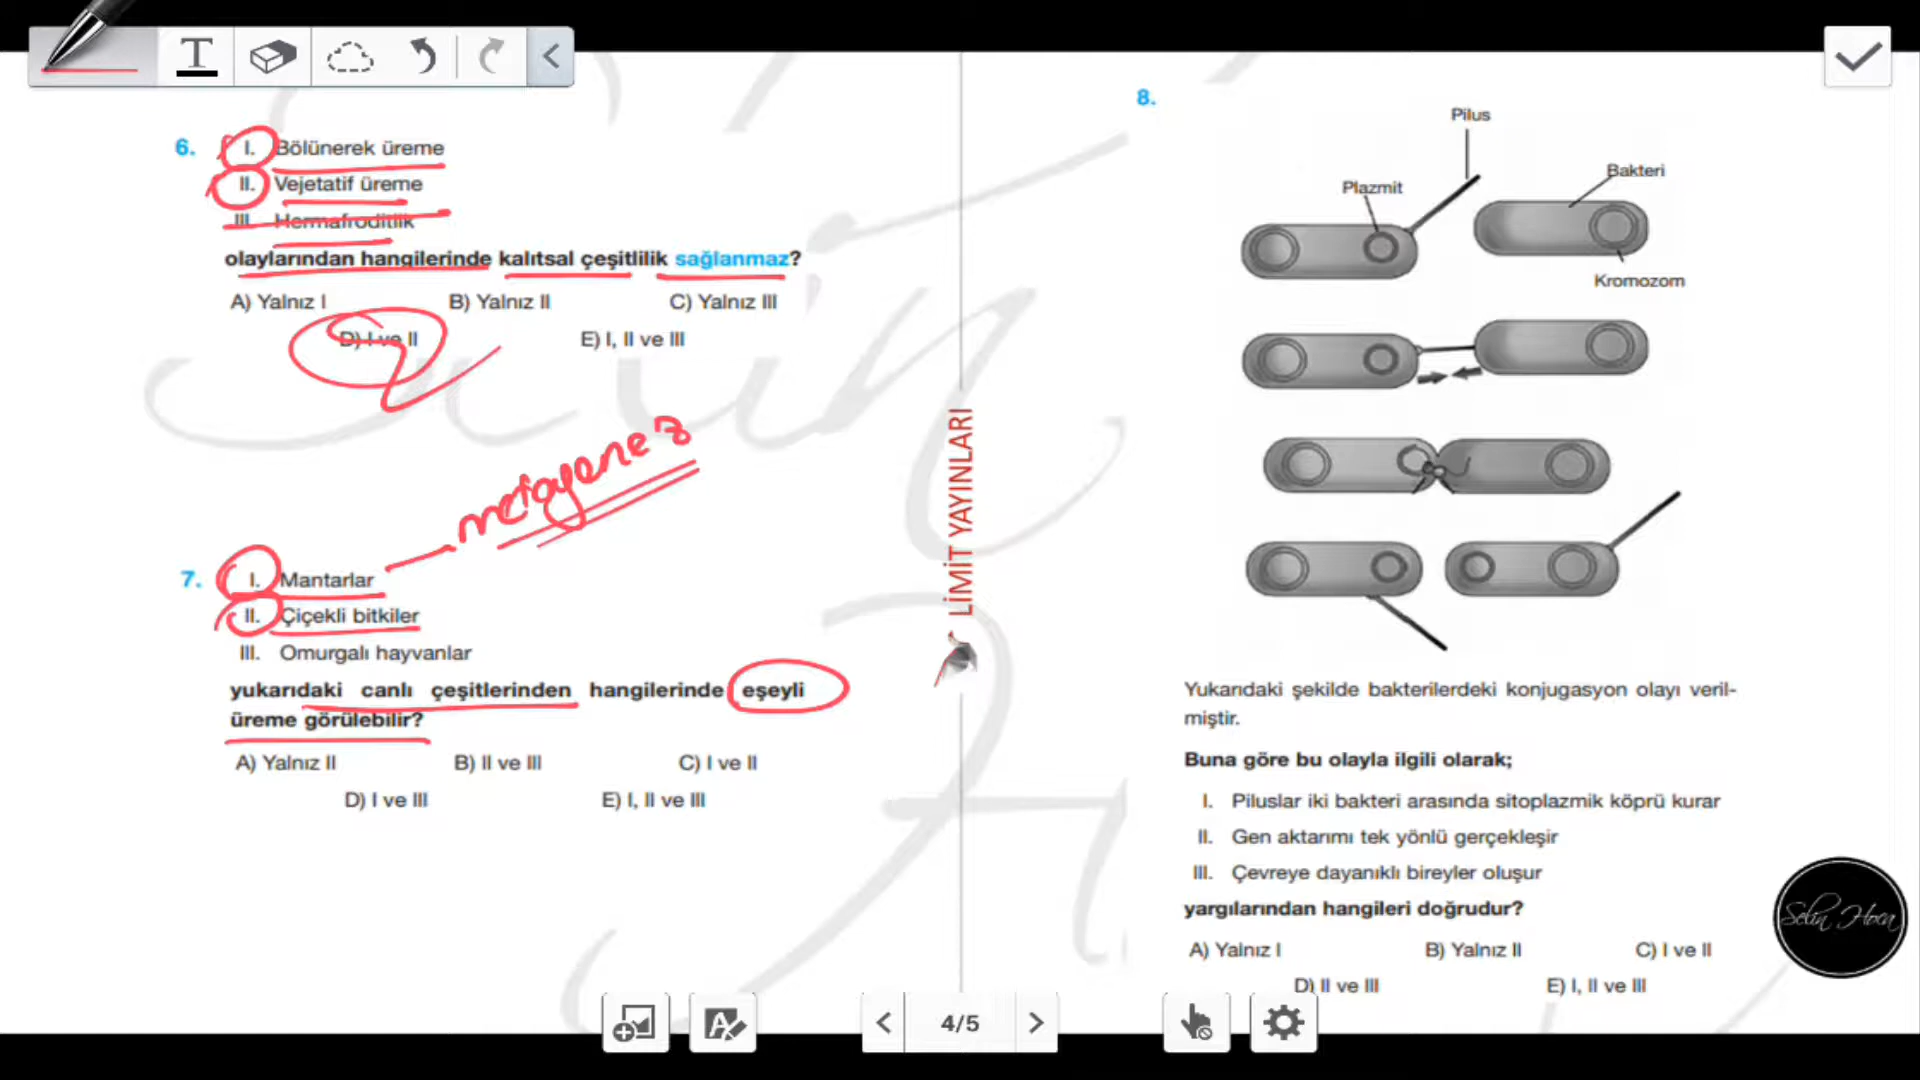 6. I. Bölünerek üreme
II. Vejetatif üreme
III. Hermafroditlik
olaylarından hangilerinde kalıtsal çeşitlilik sağlanmaz?
A) Yalnız I B) Yalnız II C) Yalnız III
D) I ve II E) I, II ve III
metagenez
7. I. Mantarlar
II. Çiçekli bitkiler
III. Omurgalı hayvanlar
yukarıdaki canlı çeşitlerinden hangilerinde eşeyli
üreme görülebilir?
A) Yalnız II B) II ve III C) I ve II
D) I ve III E) I, II ve III
LİMİT YAYINLARI
8.
Pilus
Plazmit
Bakteri
Kromozom
Yukarıdaki şekilde bakterilerdeki konjugasyon olayı veril-
miştir.
Buna göre bu olayla ilgili olarak;
I. Piluslar iki bakteri arasında sitoplazmik köprü kurar
II. Gen aktarımı tek yönlü gerçekleşir
III. Çevreye dayanıklı bireyler oluşur
yargılarından hangileri doğrudur?
A) Yalnız I B) Yalnız II C) I ve II
D) II ve III E) I, II ve III
Selin Hoca
4/5